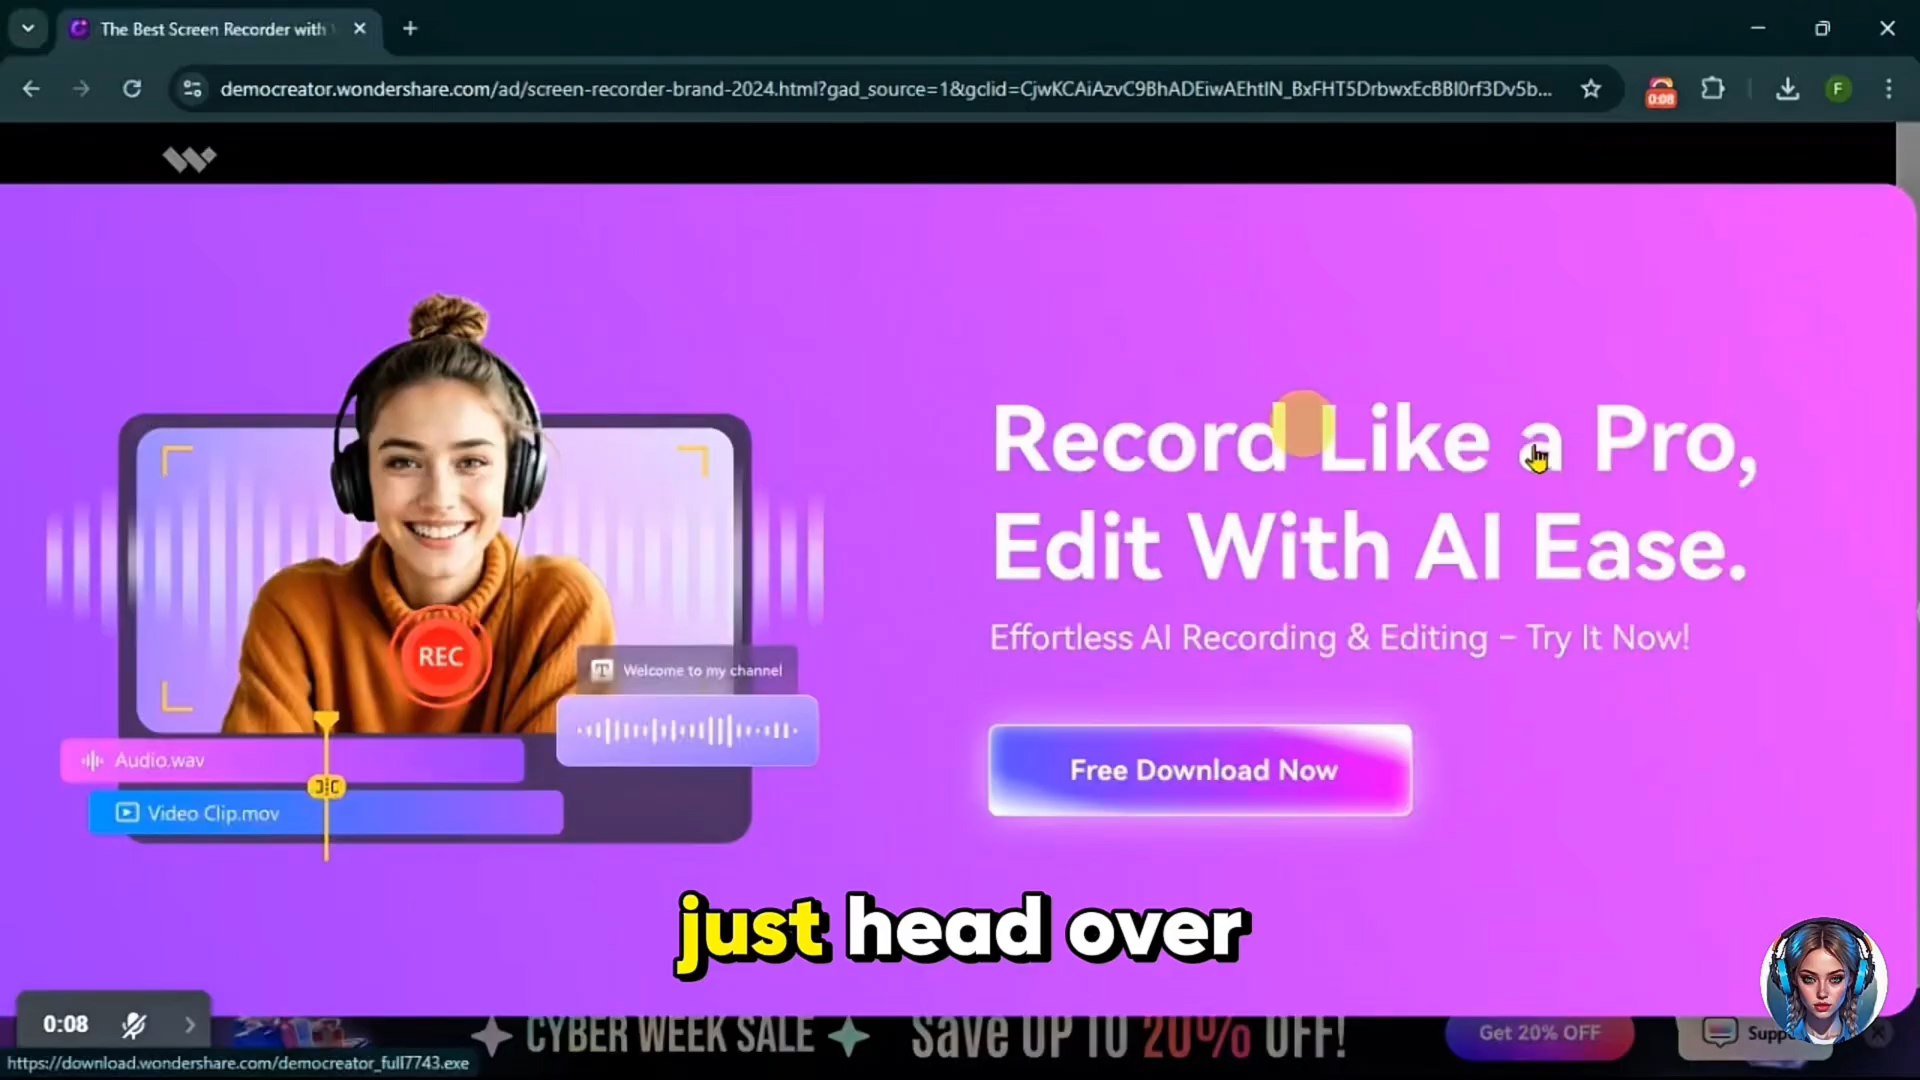 The Best Screen Recorder with
democreator.wondershare.com/ad/screen-recorder-brand-2024.html?gad_source=1&gclid=CjwKCAiAzvC9BhADEiwAEhtIN_BxFHT5DrbwxEcBBI0rf3Dv5b...
0:08
F
Record Like a Pro,
Edit With AI Ease.
Effortless AI Recording & Editing – Try It Now!
REC
T Welcome to my channel
Audio.wav
Video Clip.mov
Free Download Now
just head over
0:08
CYBER WEEK SALE
Save UP TO 20% OFF!
Get 20% OFF
https://download.wondershare.com/democreator_full7743.exe